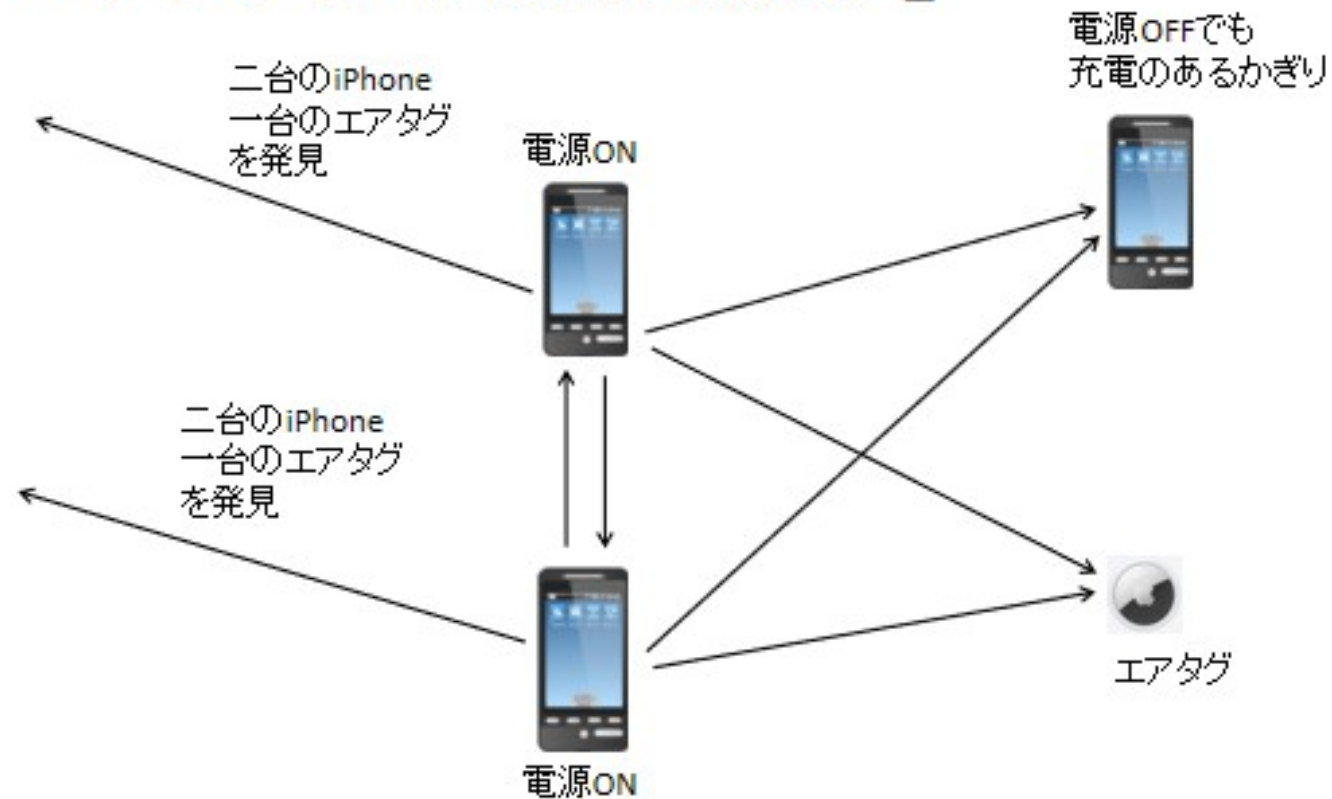 電源OFFでも
充電のあるかぎり
二台のiPhone
一台のエアタグ
を発見
電源ON
二台のiPhone
一台のエアタグ
を発見
エアタグ
電源ON